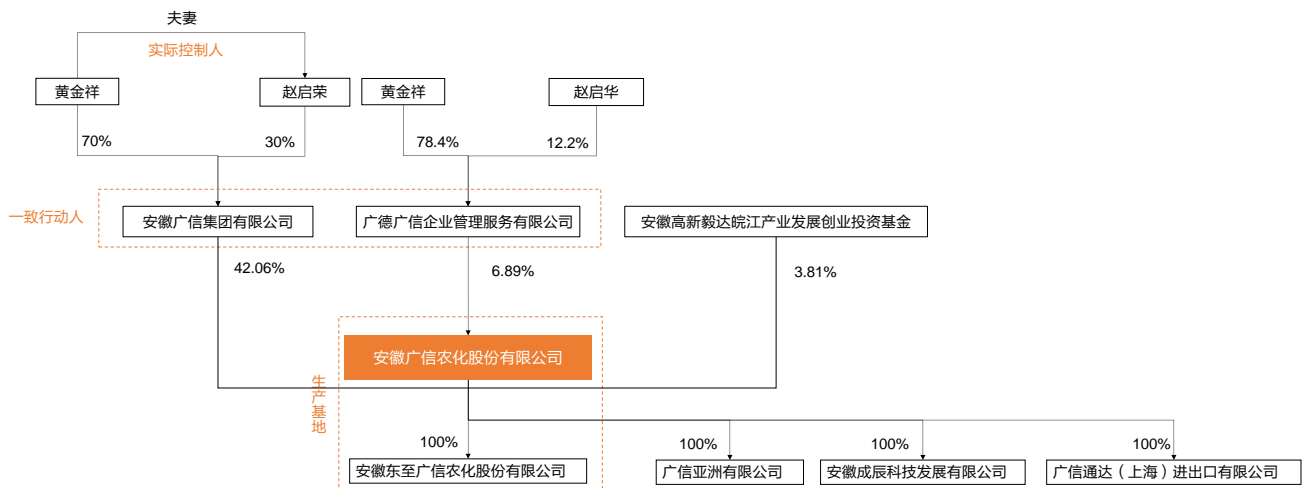 夫妻
实际控制人
黄金祥
赵启荣
黄金祥
赵启华
70%
30%
78.4%
12.2%
一致行动人
安徽广信集团有限公司
广德广信企业管理服务有限公司
安徽高新毅达皖江产业发展创业投资基金
42.06%
6.89%
3.81%
安徽广信农化股份有限公司
生产基地
100%
100%
100%
100%
安徽东至广信农化股份有限公司
广信亚洲有限公司
安徽成辰科技发展有限公司
广信通达（上海）进出口有限公司